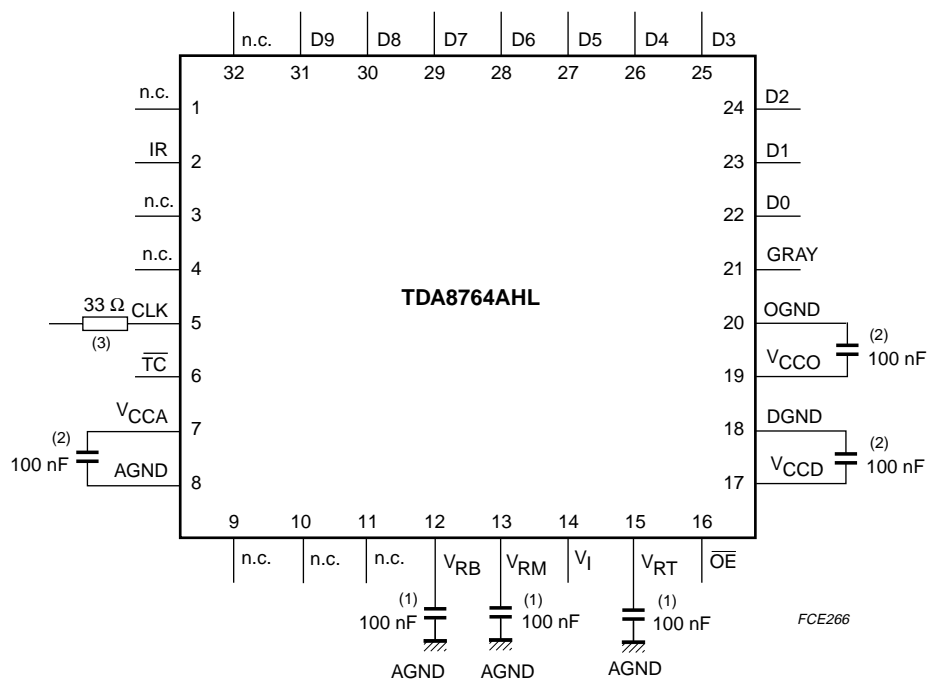 n.c. D9 D8 D7 D6 D5 D4 D3
32 31 30 29 28 27 26 25
n.c. 1 24 D2
IR 2 23 D1
n.c. 3 22 D0
n.c. 4 21 GRAY
TDA8764AHL
33 Ω CLK 5 20 OGND
(3)
(2)
100 nF
TC 6 19 VCCO
VCCA 7 18 DGND
(2)
100 nF
(2)
100 nF
AGND 8 17 VCCD
9 10 11 12 13 14 15 16
n.c. n.c. n.c. VRB VRM VI VRT OE
(1) (1) (1)
100 nF 100 nF 100 nF
AGND AGND AGND
FCE266